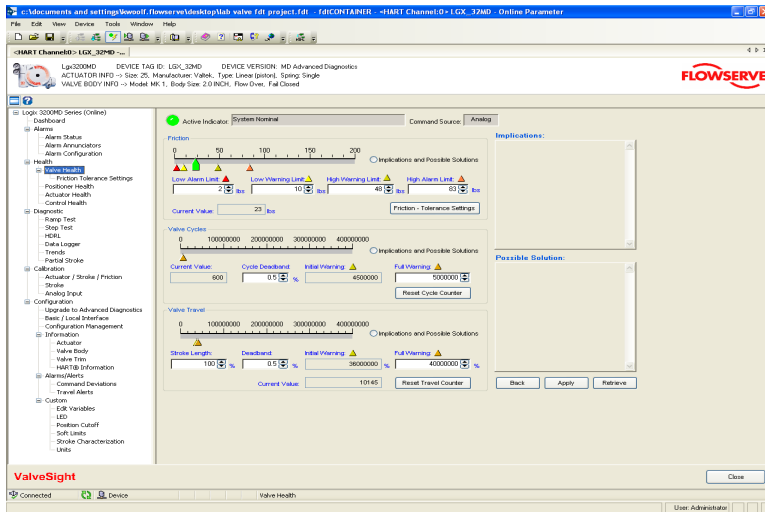 c:\documents and settings\kwoolf.flowserve\desktop\lab valve fdt project.fdt - fdtCONTAINER - <HART Channel:0> LGX_32MD - Online Parameter
File Edit View Device Tools Window Help
<HART Channel:0> LGX_32MD -...
Lgx3200MD DEVICE TAG ID: LGX_32MD DEVICE VERSION: MD Advanced Diagnostics
ACTUATOR INFO --> Size: 25, Manufacturer: Valtek, Type: Linear (piston), Spring: Single
VALVE BODY INFO --> Model: MK 1, Body Size: 2.0 INCH, Flow Over, Fail Closed
FLOWSERVE
Logix 3200MD Series (Online)
Dashboard
Alarms
Alarm Status
Alarm Annunciators
Alarm Configuration
Health
Valve Health
Friction Tolerance Settings
Positioner Health
Actuator Health
Control Health
Diagnostic
Ramp Test
Step Test
HDRL
Data Logger
Trends
Partial Stroke
Calibration
Actuator / Stroke / Friction
Stroke
Analog Input
Configuration
Upgrade to Advanced Diagnostics
Basic / Local Interface
Configuration Management
Information
Actuator
Valve Body
Valve Trim
HART® Information
Alarms/Alerts
Command Deviations
Travel Alerts
Custom
Edit Variables
LED
Position Cutoff
Soft Limits
Stroke Characterization
Units
Active Indicator: System Nominal Command Source: Analog
Friction
0 50 100 150 200
Implications and Possible Solutions
Low Alarm Limit: Low Warning Limit: High Warning Limit: High Alarm Limit:
2 lbs 10 lbs 48 lbs 83 lbs
Current Value: 23 lbs Friction - Tolerance Settings
Valve Cycles
0 100000000 200000000 300000000 400000000
Implications and Possible Solutions
Current Value: Cycle Deadband: Initial Warning: Full Warning:
600 0.5 % 4500000 5000000
Reset Cycle Counter
Valve Travel
0 100000000 200000000 300000000 400000000
Implications and Possible Solutions
Stroke Length: Deadband: Initial Warning: Full Warning:
100 % 0.5 % 36000000 % 40000000 %
Current Value: 10145 Reset Travel Counter
Implications:
Possible Solution:
Back Apply Retrieve
ValveSight
Close
Connected Device Valve Health
User: Administrator